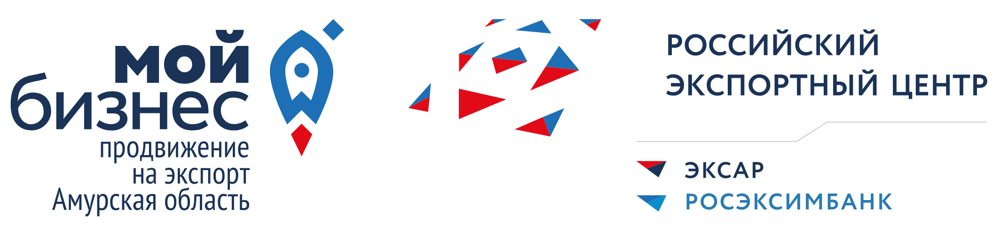 мой
бизнес
продвижение
на экспорт
Амурская область
РОССИЙСКИЙ
ЭКСПОРТНЫЙ ЦЕНТР
ЭКСАР
РОСЭКСИМБАНК